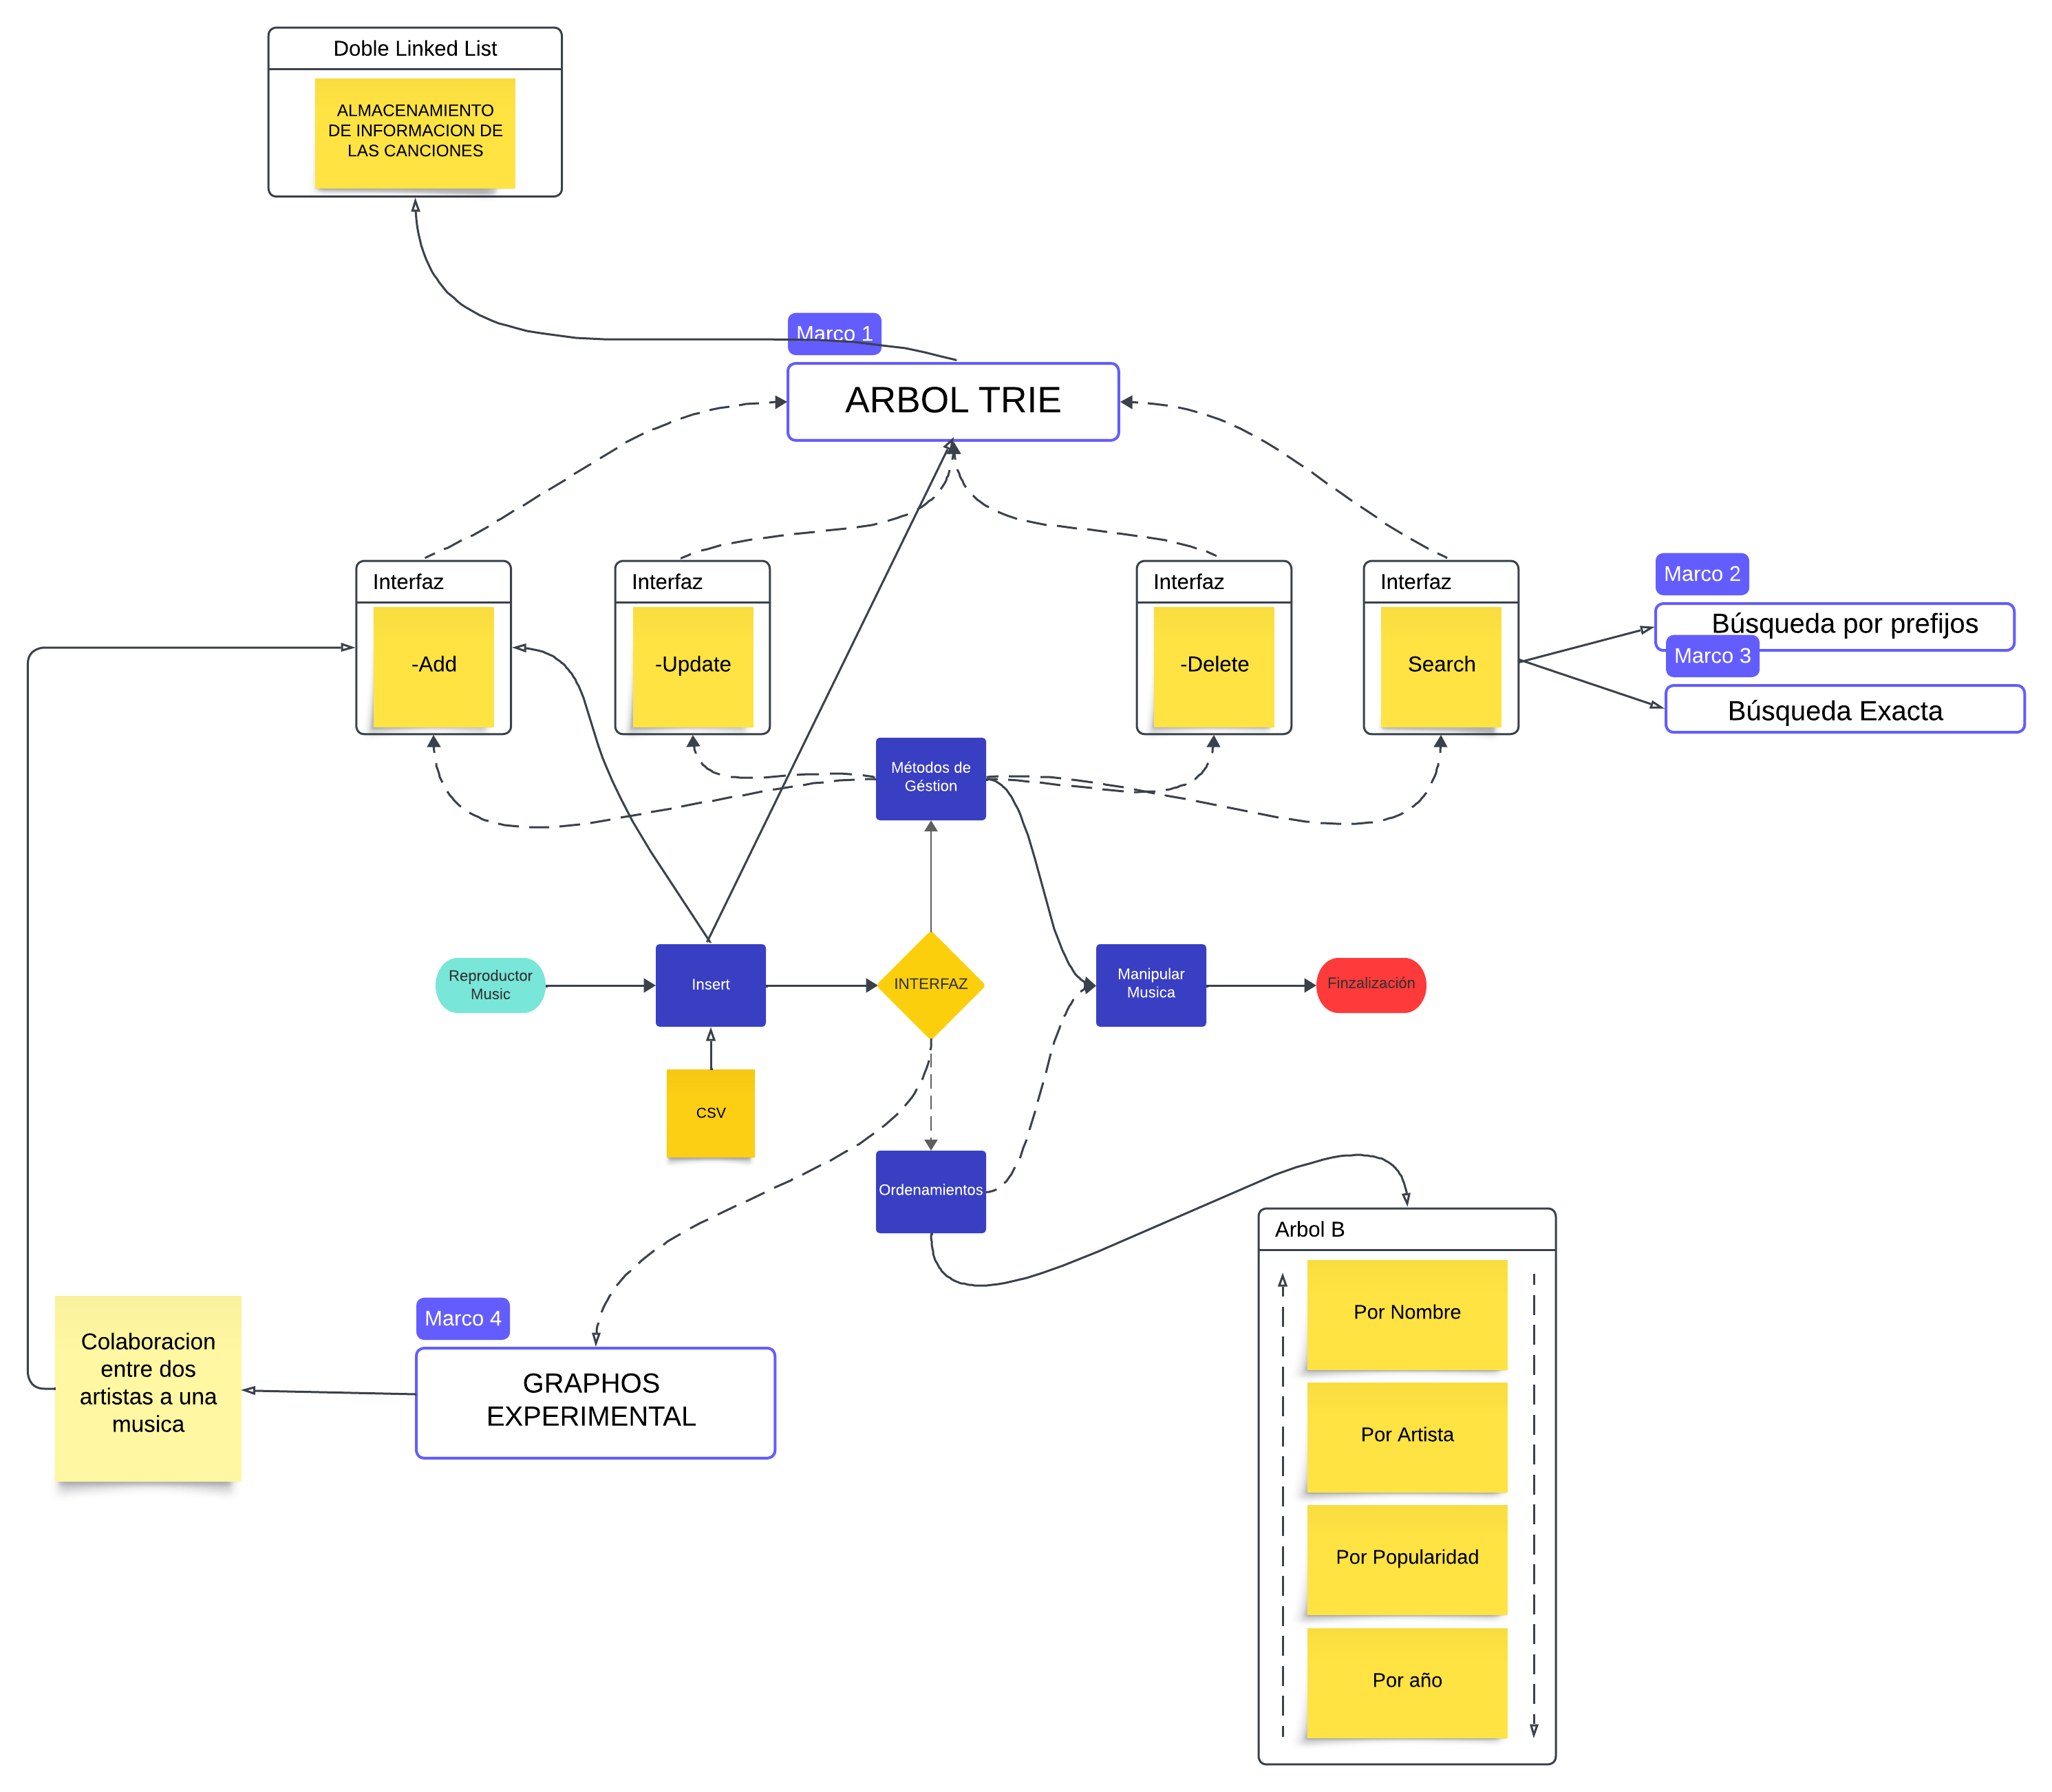 Doble Linked List
ALMACENAMIENTO
DE INFORMACION DE
LAS CANCIONES
Marco 1
ARBOL TRIE
Interfaz
-Add
Interfaz
-Update
Interfaz
-Delete
Interfaz
Search
Marco 2
Búsqueda por prefijos
Marco 3
Búsqueda Exacta
Métodos de
Géstion
Reproductor
Music
Insert
INTERFAZ
Manipular
Musica
Finzalización
CSV
Ordenamientos
Arbol B
Por Nombre
Por Artista
Por Popularidad
Por año
Marco 4
GRAPHOS
EXPERIMENTAL
Colaboracion
entre dos
artistas a una
musica